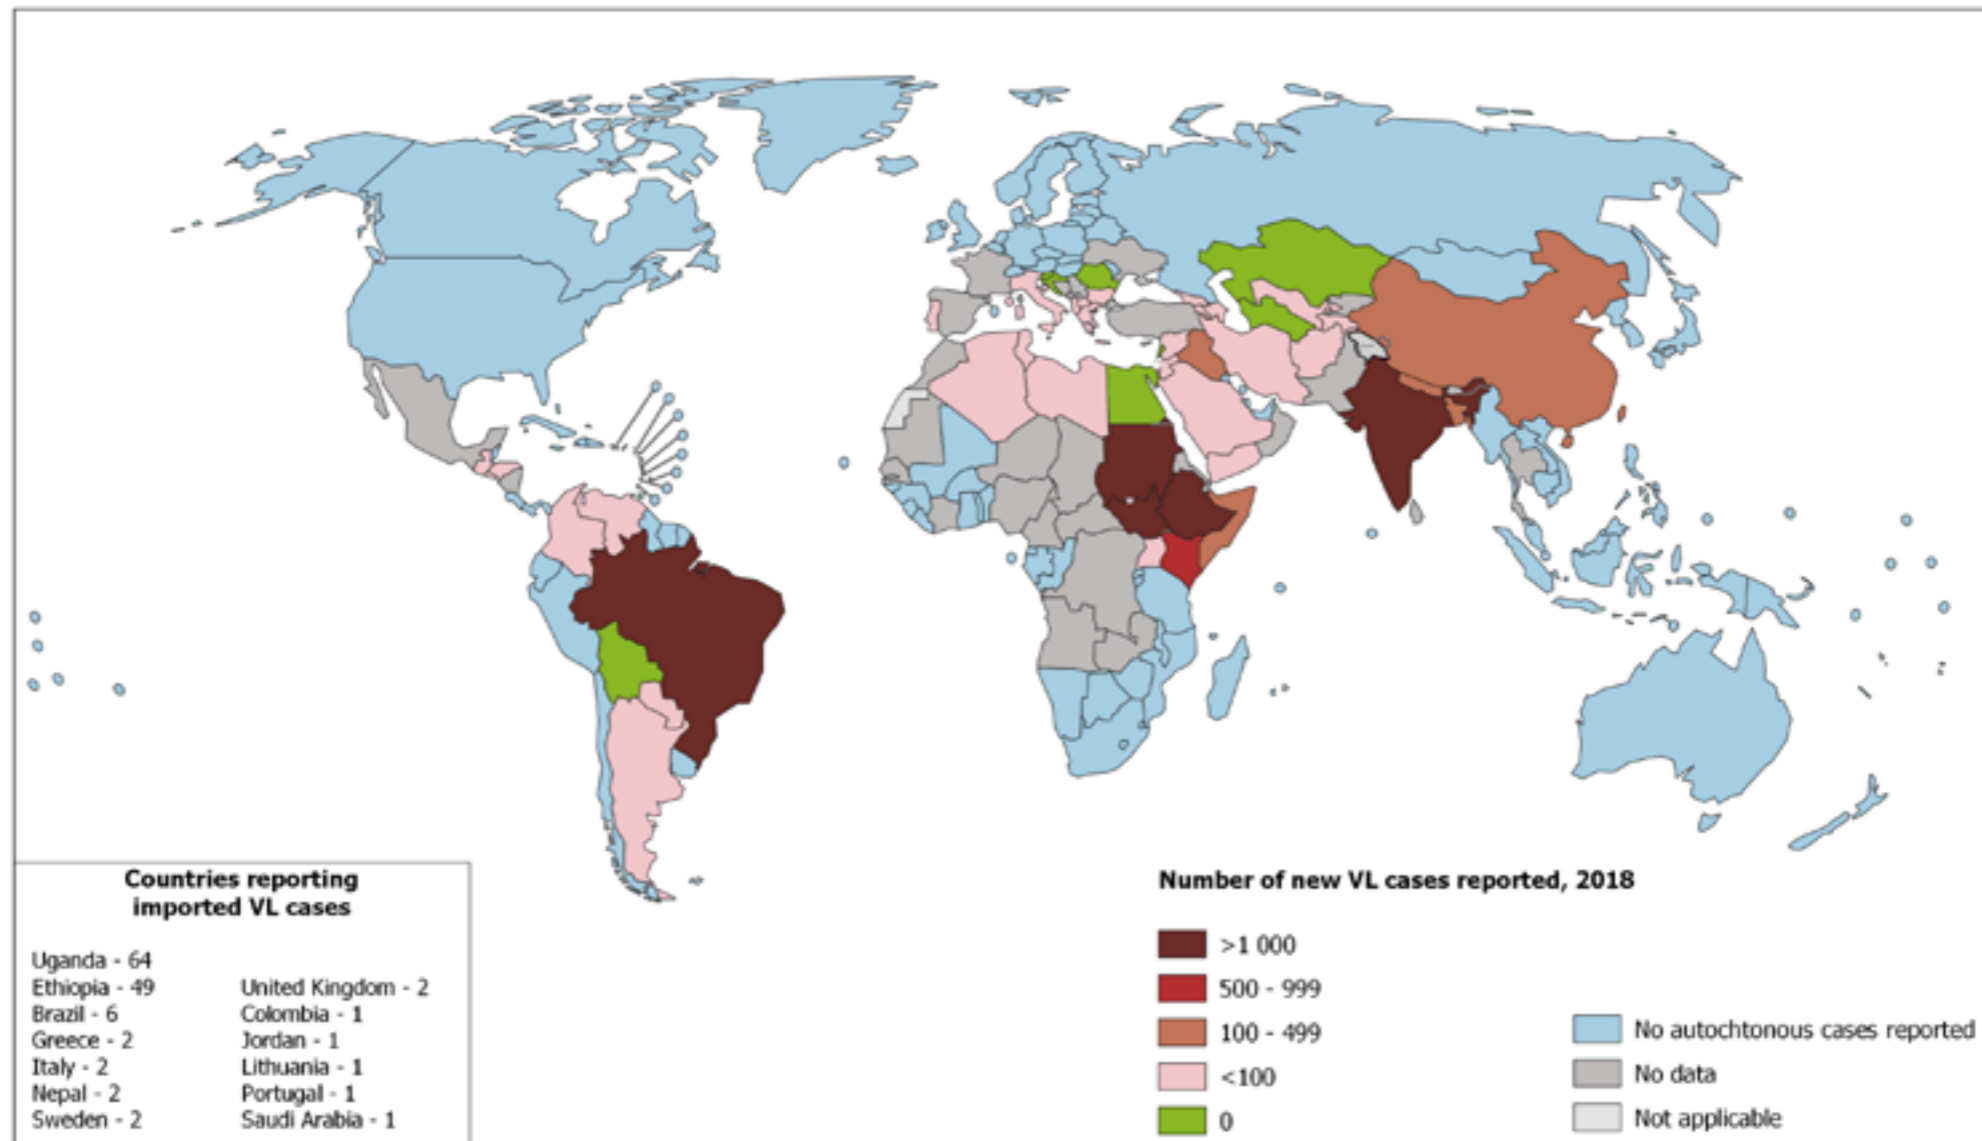 Countries reporting
imported VL cases
Uganda - 64
Ethiopia - 49
Brazil - 6
Greece - 2
Italy - 2
Nepal - 2
Sweden - 2
United Kingdom - 2
Colombia - 1
Jordan - 1
Lithuania - 1
Portugal - 1
Saudi Arabia - 1
Number of new VL cases reported, 2018
>1 000
500 - 999
100 - 499
<100
0
No autochtonous cases reported
No data
Not applicable